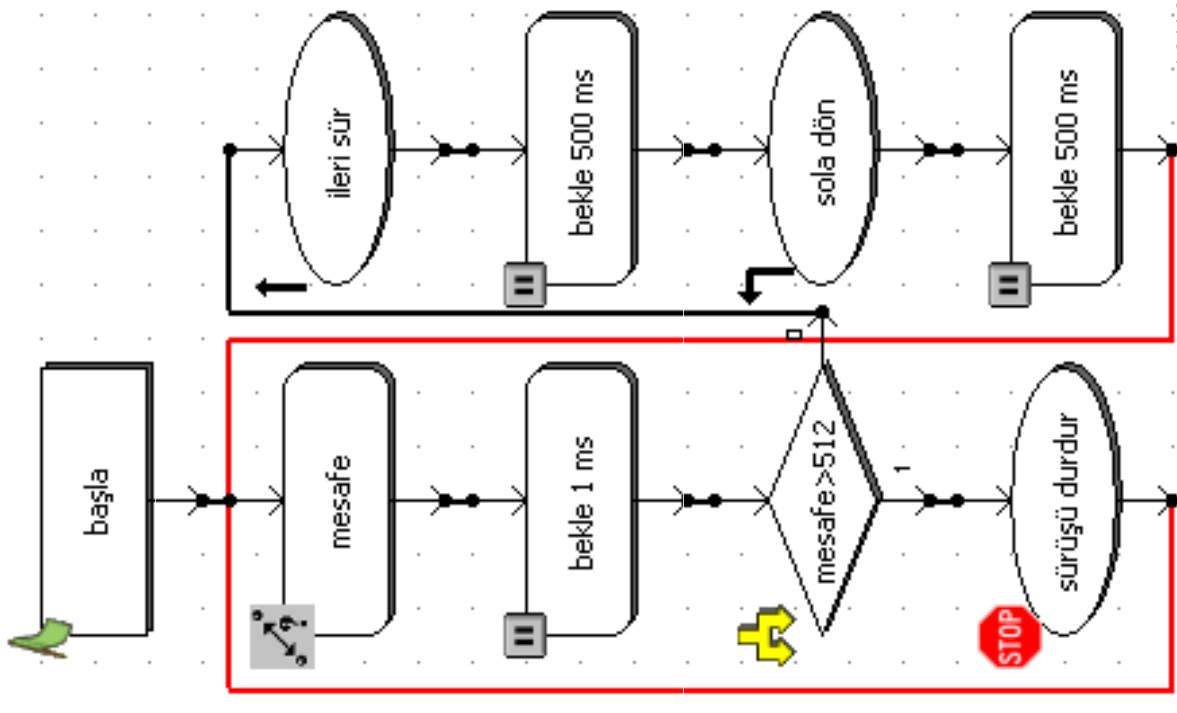 başla
mesafe
bekle 1 ms
mesafe>512
0
1
STOP
sürüşü durdur
ileri sür
bekle 500 ms
sola dön
bekle 500 ms